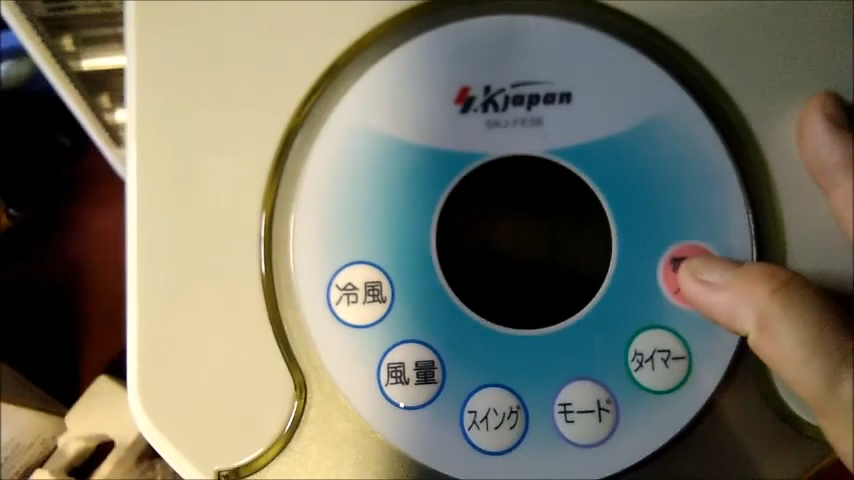 S.Kjapan
冷風
風量
スイング
モード
タイマー